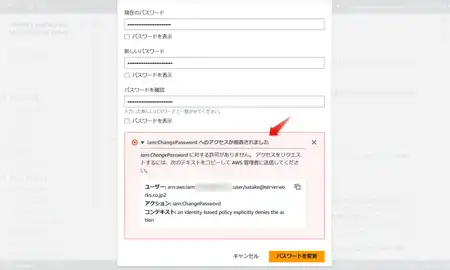 現在のパスワード
••••••••••••••••••••
パスワードを表示
新しいパスワード
••••••••••••••••••••
パスワードを表示
パスワードを確認
••••••••••••••••••••
入力した新しいパスワードと一致させてください。
パスワードを表示
iam:ChangePassword へのアクセスが拒否されました
iam:ChangePassword に対する許可がありません。 アクセスをリクエス
トするには、次のテキストをコピーして AWS 管理者に送信してくださ
い。
ユーザー: arn:aws:iam: :user/satake@serverwo
rks.co.jp2
アクション: iam:ChangePassword
コンテキスト: an identity-based policy explicitly denies the ac
tion
キャンセル
パスワードを変更